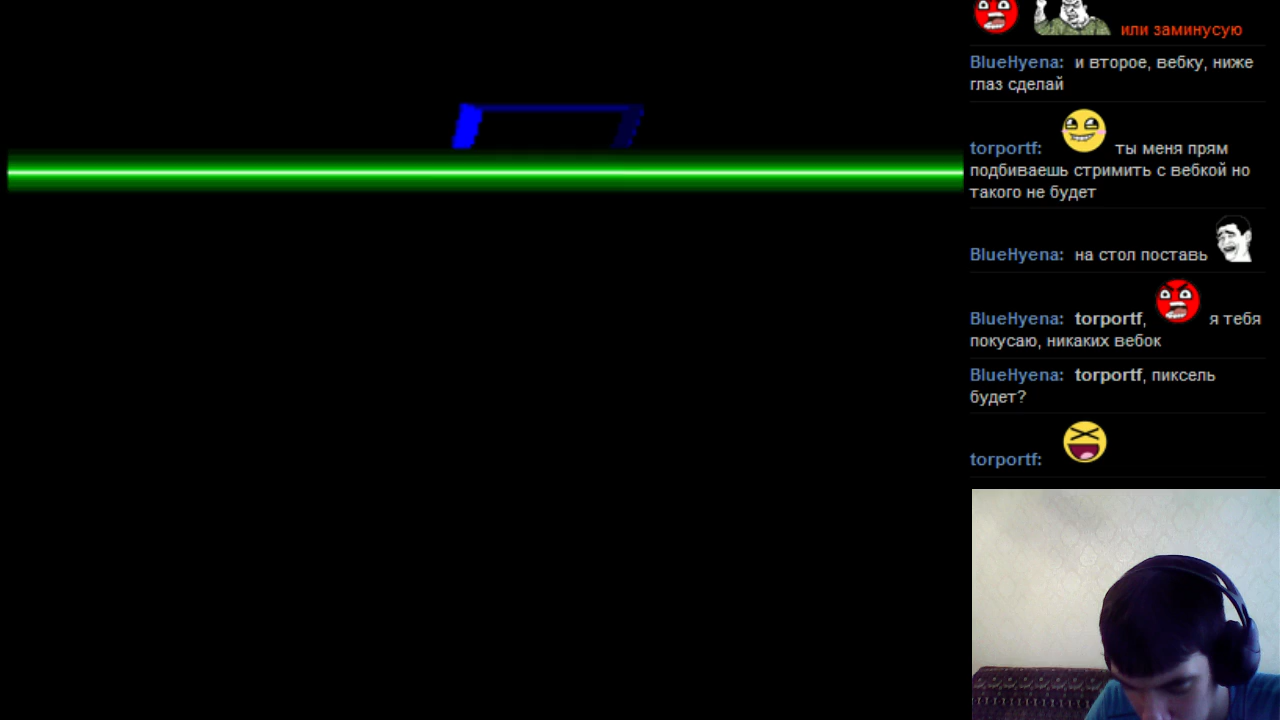 или заминусую
BlueHyena: и второе, вебку, ниже
глаз сделай
torportf: ты меня прям
подбиваешь стримить с вебкой но
такого не будет
BlueHyena: на стол поставь
BlueHyena: torportf, я тебя
покусаю, никаких вебок
BlueHyena: torportf, пиксель
будет?
torportf: